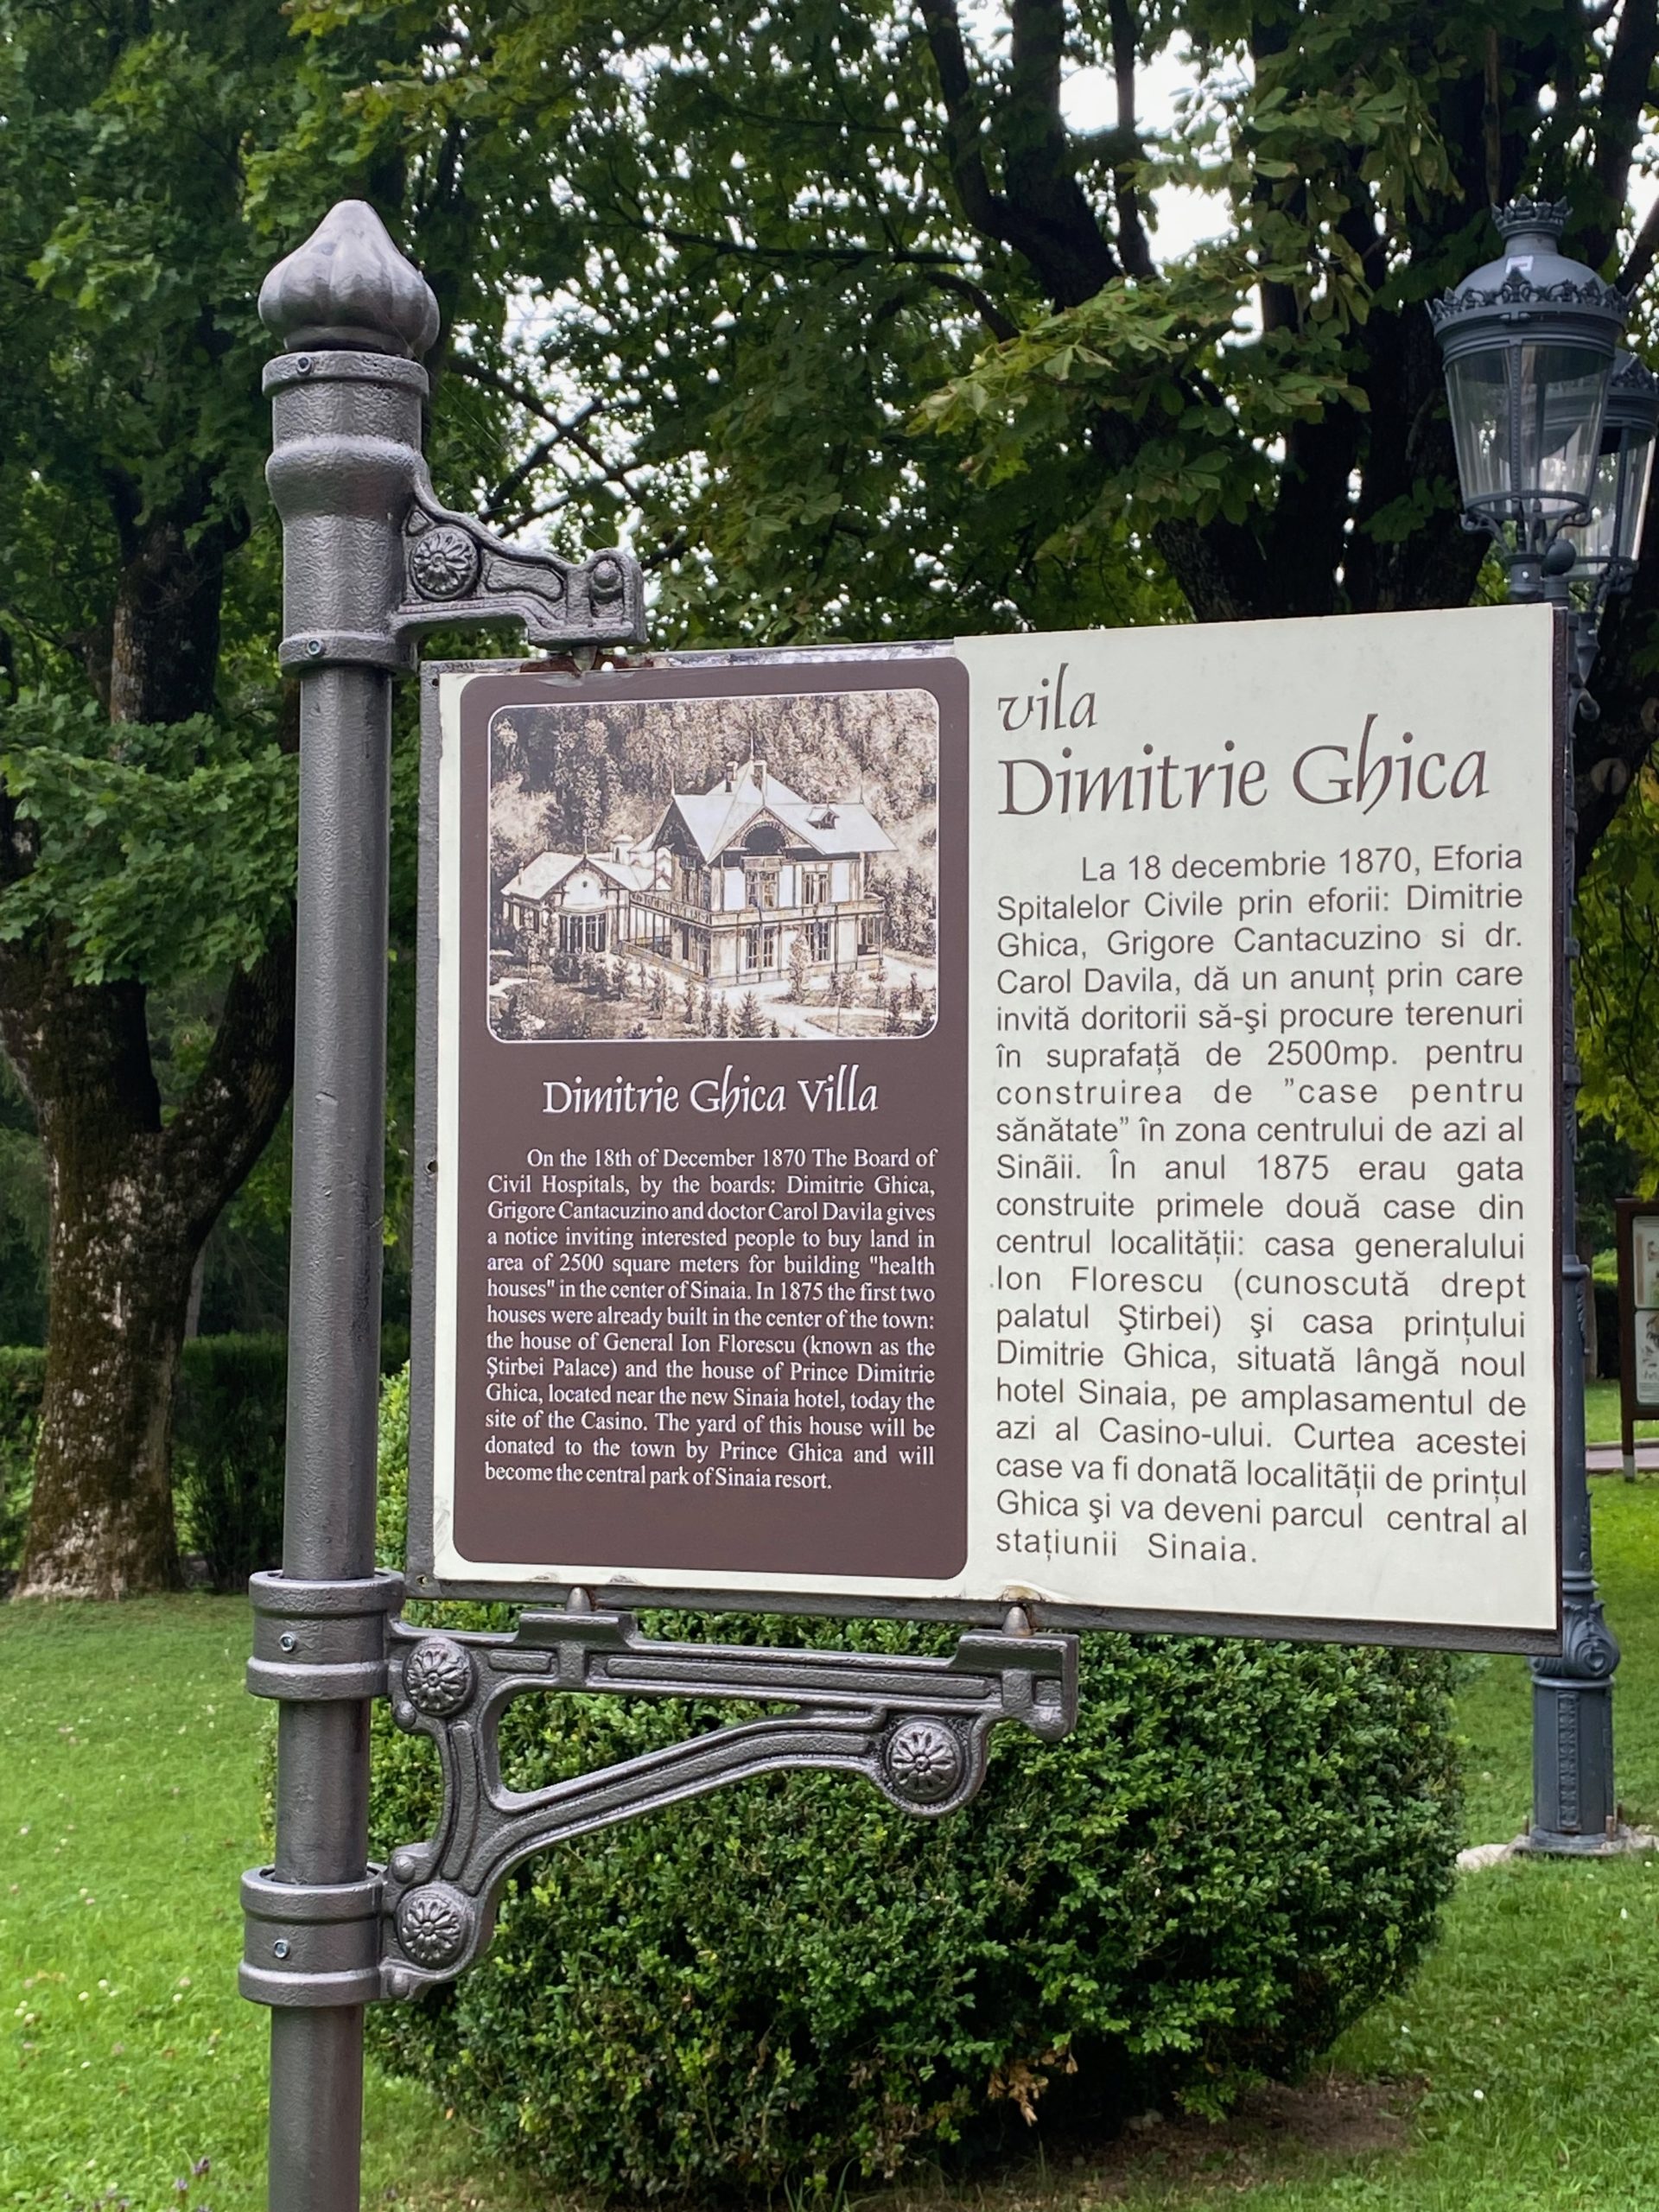 Dimitrie Ghica Villa
On the 18th of December 1870 The Board of
Civil Hospitals, by the boards: Dimitrie Ghica,
Grigore Cantacuzino and doctor Carol Davila gives
a notice inviting interested people to buy land in
area of 2500 square meters for building "health
houses" in the center of Sinaia. In 1875 the first two
houses were already built in the center of the town:
the house of General Ion Florescu (known as the
Ştirbei Palace) and the house of Prince Dimitrie
Ghica, located near the new Sinaia hotel, today the
site of the Casino. The yard of this house will be
donated to the town by Prince Ghica and will
become the central park of Sinaia resort.
vila
Dimitrie Ghica
La 18 decembrie 1870, Eforia
Spitalelor Civile prin eforii: Dimitrie
Ghica, Grigore Cantacuzino si dr.
Carol Davila, dă un anunţ prin care
invită doritorii să-şi procure terenuri
în suprafaţă de 2500mp. pentru
construirea de ”case pentru
sănătate” în zona centrului de azi al
Sinãii. În anul 1875 erau gata
construite primele două case din
centrul localităţii: casa generalului
Ion Florescu (cunoscută drept
palatul Ştirbei) şi casa prinţului
Dimitrie Ghica, situată lângă noul
hotel Sinaia, pe amplasamentul de
azi al Casino-ului. Curtea acestei
case va fi donatã localitãţii de prinţul
Ghica şi va deveni parcul central al
staţiunii Sinaia.